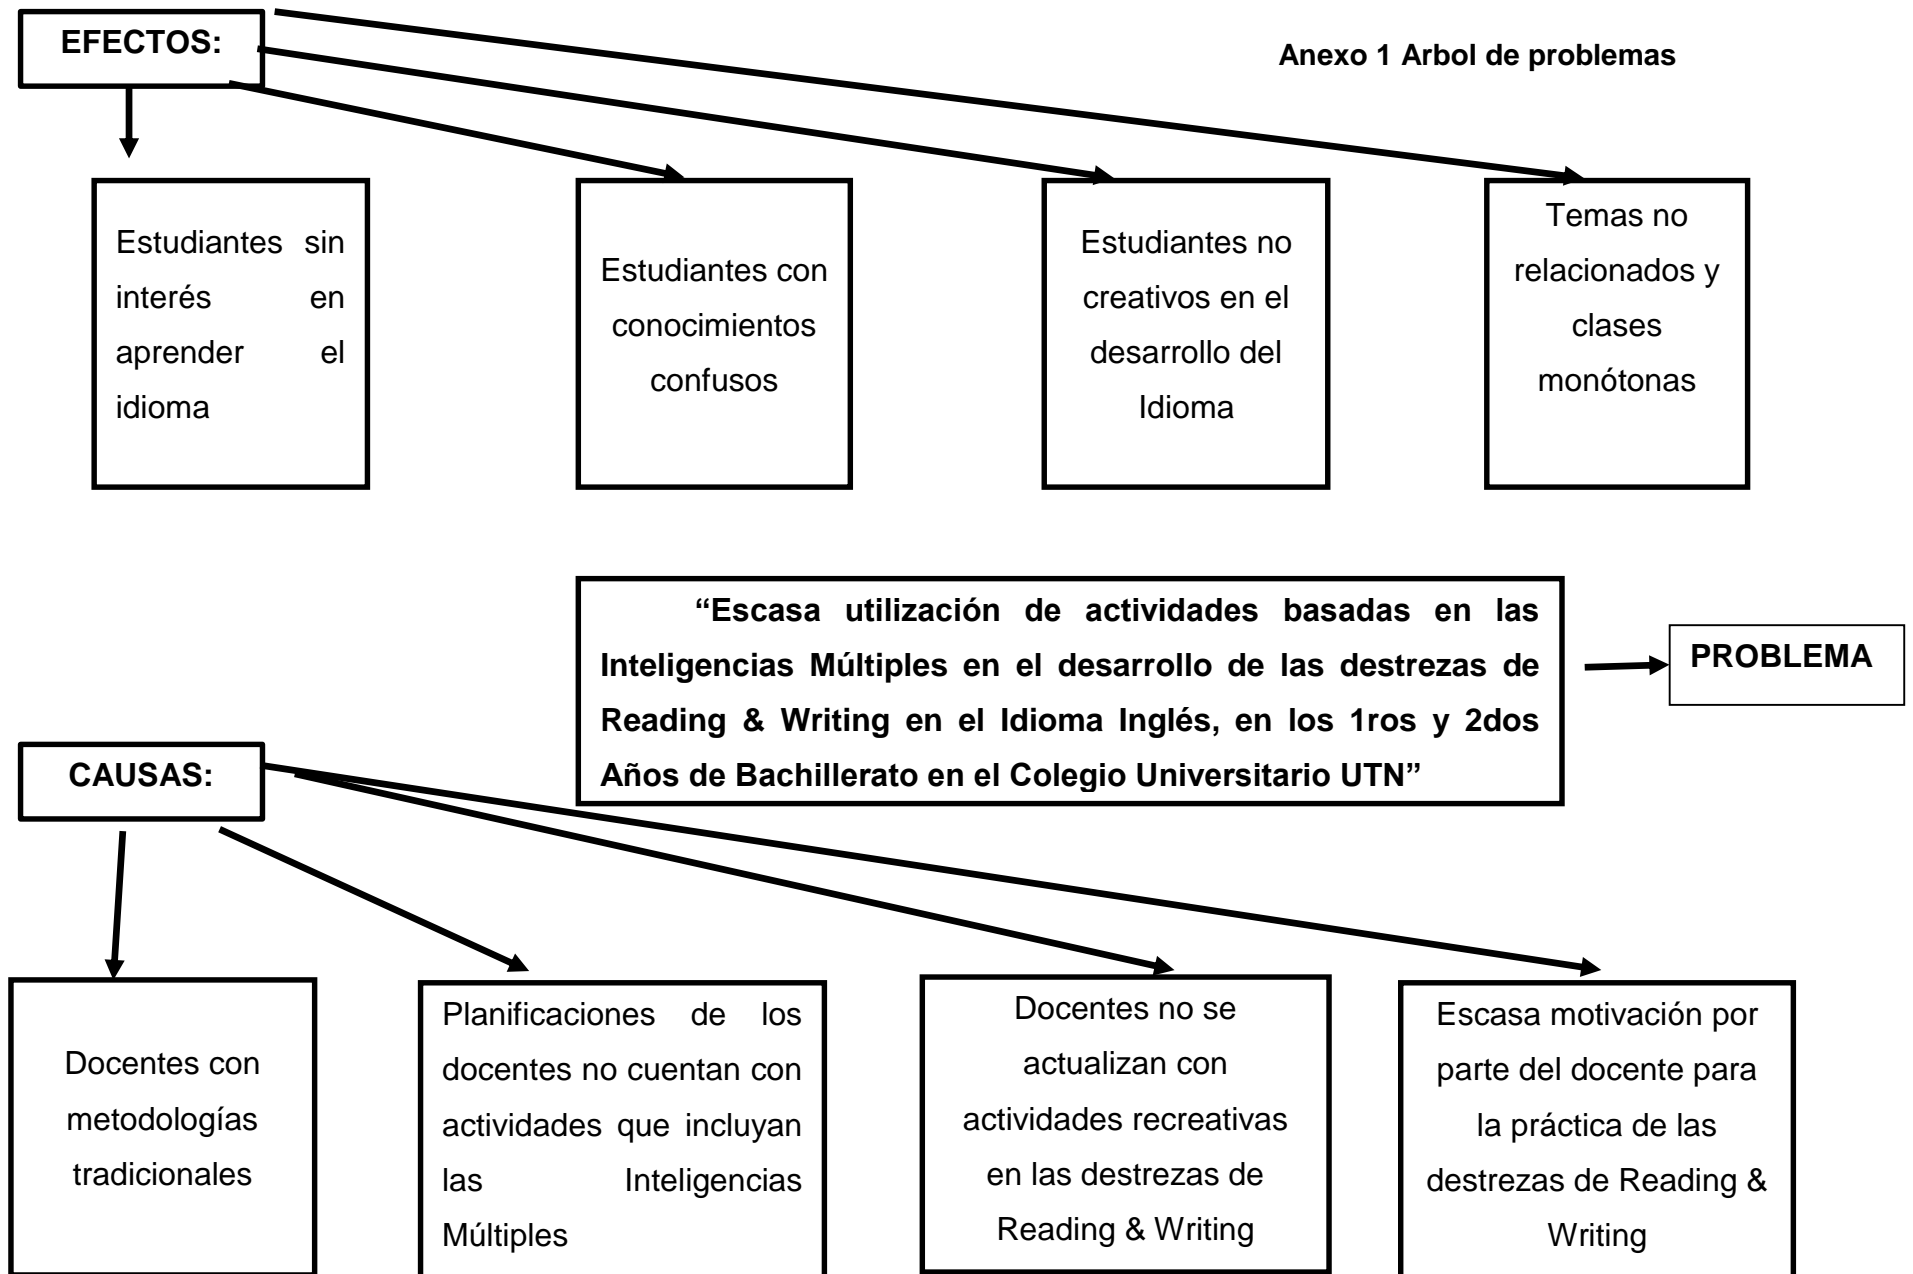 EFECTOS:
Anexo 1 Arbol de problemas
Estudiantes sin
interés en
aprender el
idioma
Estudiantes con
conocimientos
confusos
Estudiantes no
creativos en el
desarrollo del
Idioma
Temas no
relacionados y
clases
monótonas
“Escasa utilización de actividades basadas en las
Inteligencias Múltiples en el desarrollo de las destrezas de
Reading & Writing en el Idioma Inglés, en los 1ros y 2dos
Años de Bachillerato en el Colegio Universitario UTN”
PROBLEMA
CAUSAS:
Docentes con
metodologías
tradicionales
Planificaciones de los
docentes no cuentan con
actividades que incluyan
las Inteligencias
Múltiples
Docentes no se
actualizan con
actividades recreativas
en las destrezas de
Reading & Writing
Escasa motivación por
parte del docente para
la práctica de las
destrezas de Reading &
Writing